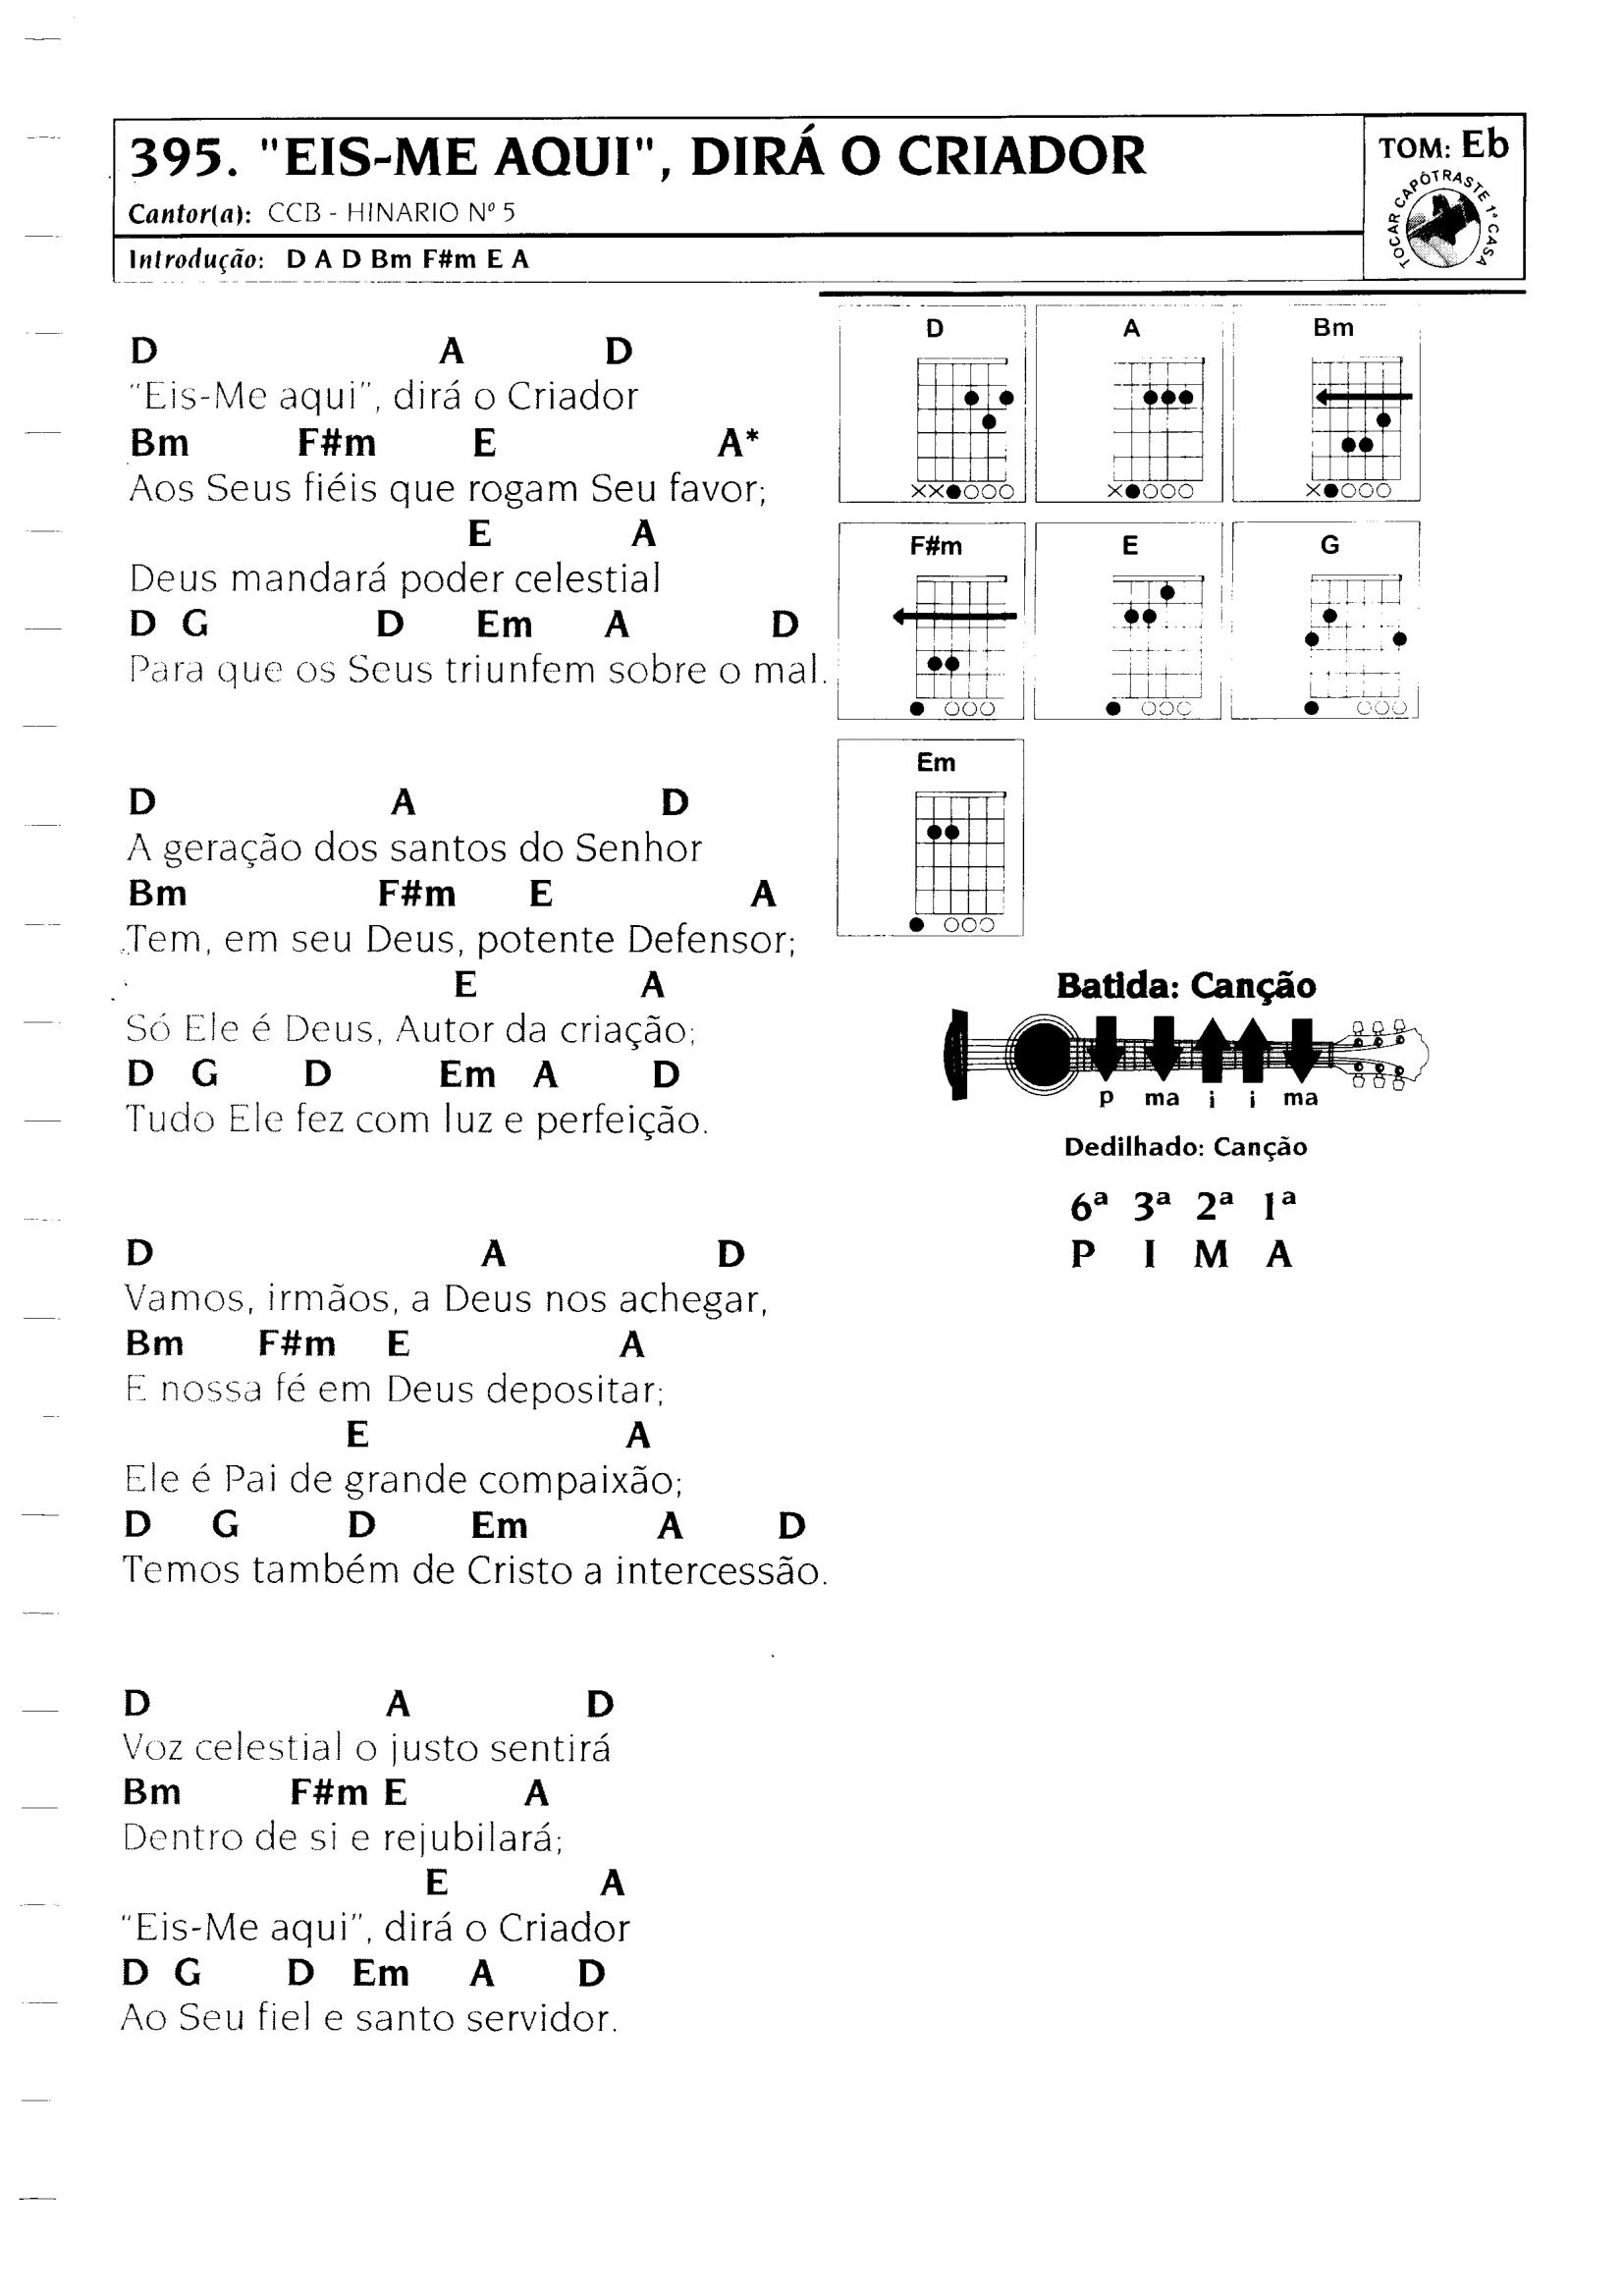 395. "EIS-ME AQUI", DIRÁ O CRIADOR
Cantor(a): CCB - HINARIO Nº 5
Introdução: D A D Bm F#m E A
TOM: Eb
TOCAR CAPÔTRASTE 1ª CASA
D A D
"Eis-Me aqui", dirá o Criador
Bm F#m E A*
Aos Seus fiéis que rogam Seu favor;
E A
Deus mandará poder celestial
D G D Em A D
Para que os Seus triunfem sobre o mal.
D A D
A geração dos santos do Senhor
Bm F#m E A
Tem, em seu Deus, potente Defensor;
E A
Só Ele é Deus, Autor da criação;
D G D Em A D
Tudo Ele fez com luz e perfeição.
D A D
Vamos, irmãos, a Deus nos achegar,
Bm F#m E A
E nossa fé em Deus depositar;
E A
Ele é Pai de grande compaixão;
D G D Em A D
Temos também de Cristo a intercessão.
D A D
Voz celestial o justo sentirá
Bm F#m E A
Dentro de si e rejubilará;
E A
"Eis-Me aqui", dirá o Criador
D G D Em A D
Ao Seu fiel e santo servidor.
D A Bm
F#m E G
Em
Batida: Canção
p ma i i ma
Dedilhado: Canção
6ª 3ª 2ª 1ª
P I M A